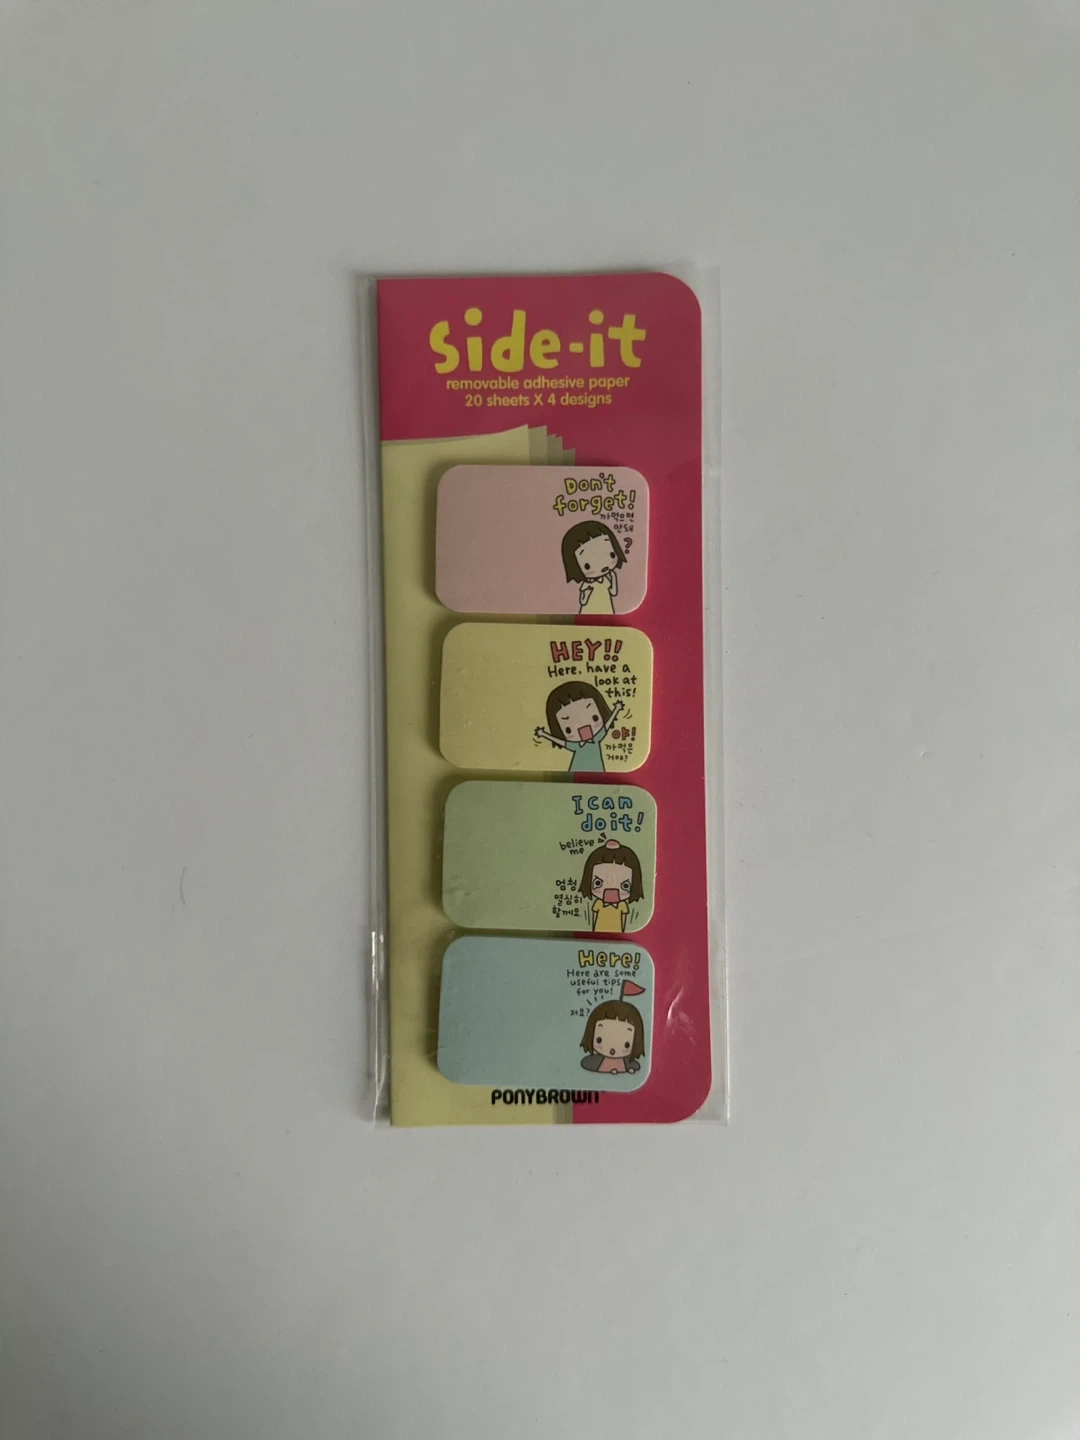 side-it
removable adhesive paper
20 sheets X 4 designs
Don't
forget!
까먹으면
안돼
?
HEY!!
Here, have a
look at
this!
야!
까먹은
거야?
I can
do it!
believe
me
엄청
열심히
할께요
Here!
Here are some
useful tips
for you!
저요?
PONYBROWN